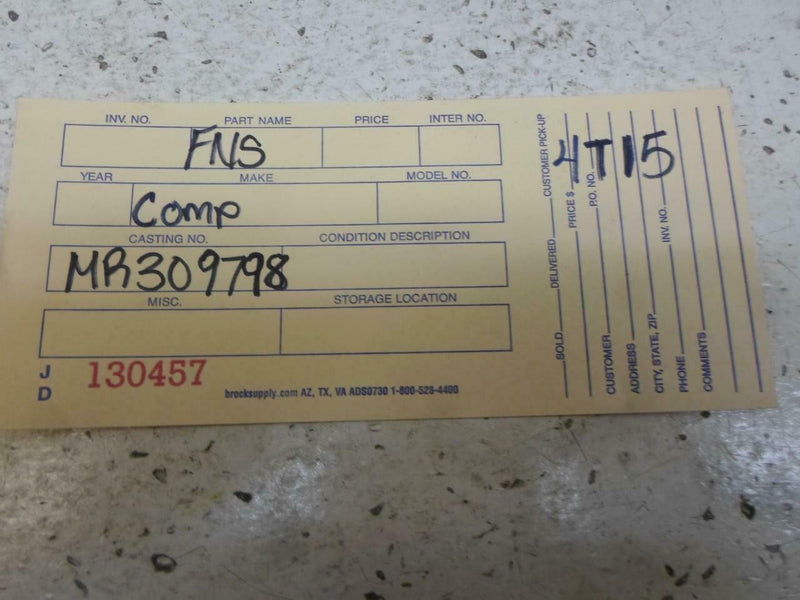 INV. NO. PART NAME PRICE INTER NO.
FNS
YEAR MAKE MODEL NO.
Comp
CASTING NO. CONDITION DESCRIPTION
MR309798
MISC. STORAGE LOCATION
J D 130457
brocksupply.com AZ, TX, VA ADS0730 1-800-528-4400
4T15
SOLD DELIVERED CUSTOMER PICK-UP
PRICE $
CUSTOMER P.O. NO.
ADDRESS
CITY, STATE, ZIP INV. NO.
PHONE
COMMENTS